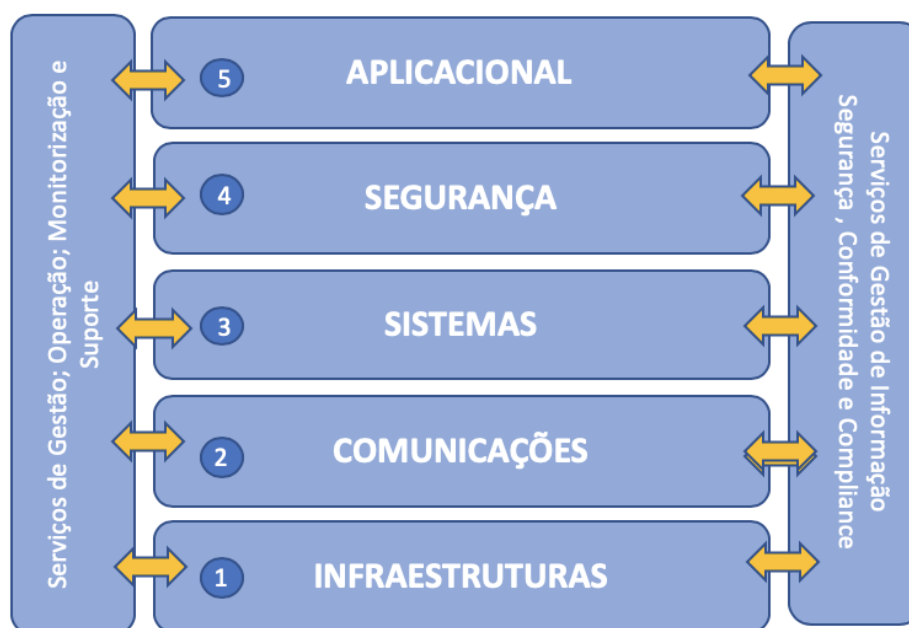 Serviços de Gestão; Operação; Monitorização e
Suporte
5
APLICACIONAL
4
SEGURANÇA
3
SISTEMAS
2
COMUNICAÇÕES
1
INFRAESTRUTURAS
Serviços de Gestão de Informação
Segurança , Conformidade e Compliance